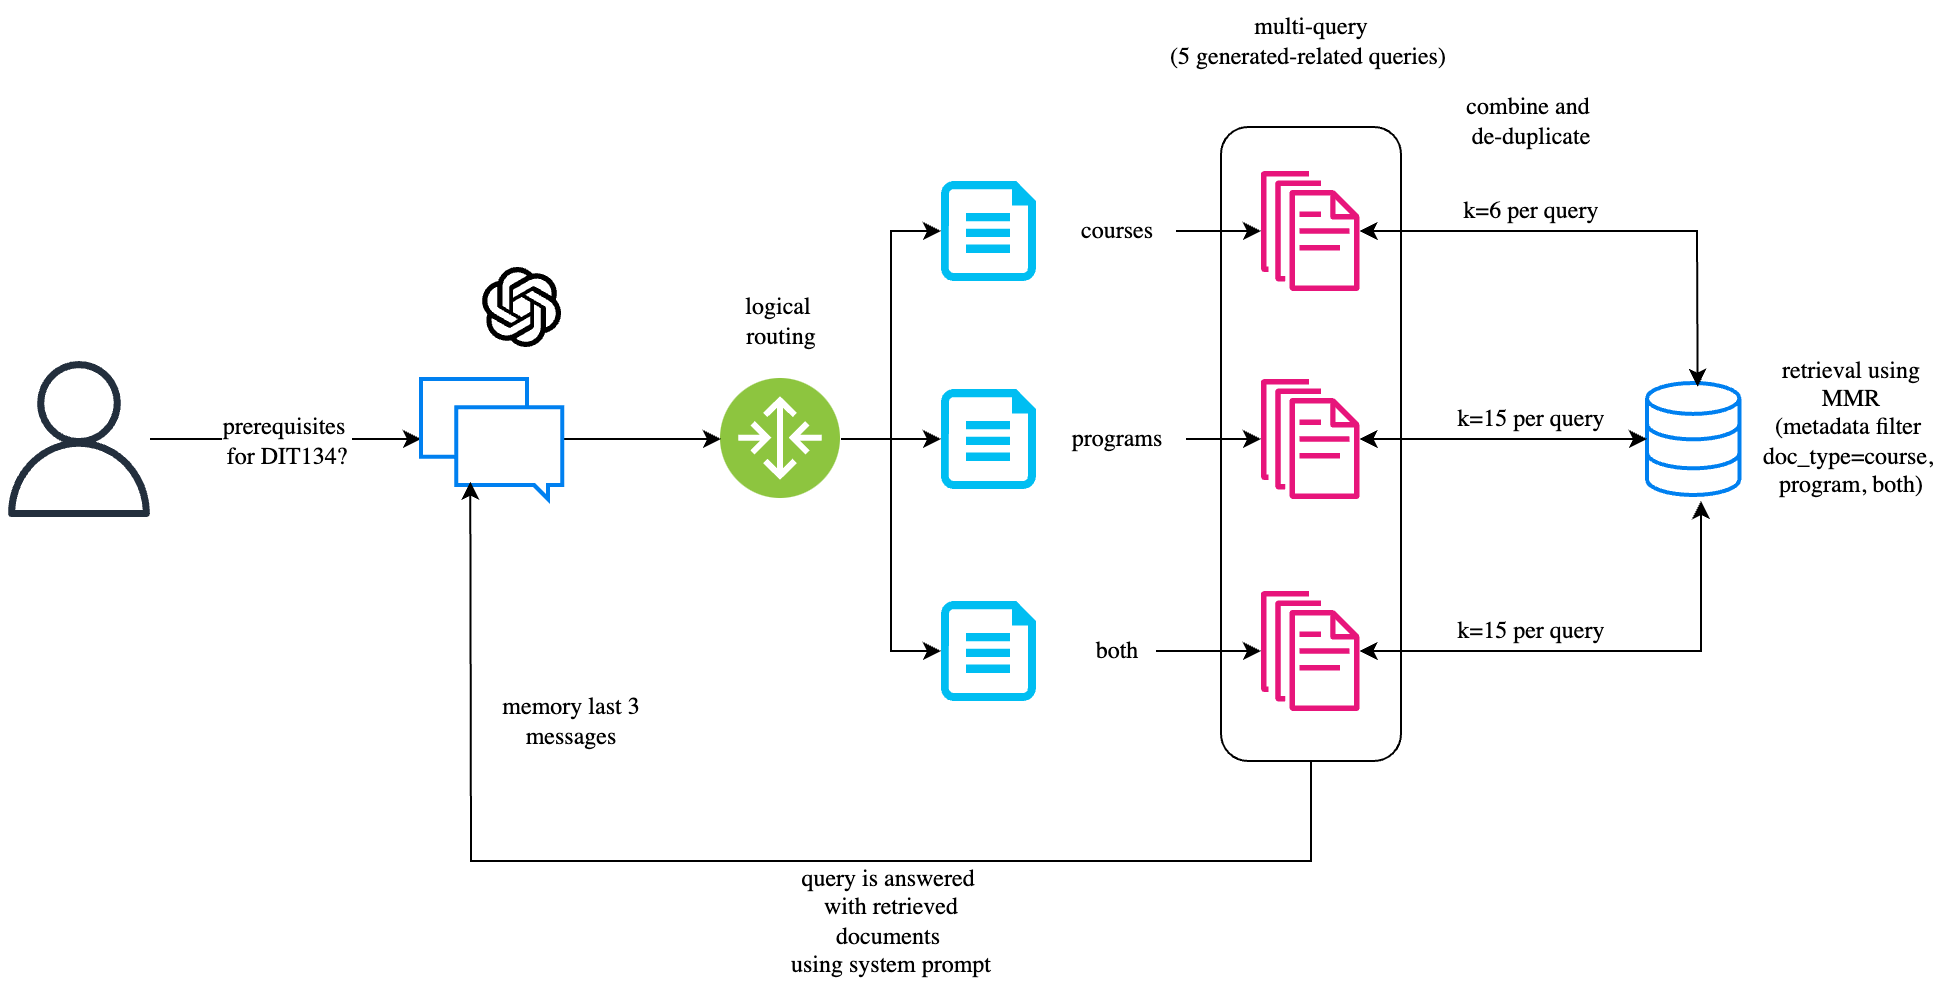 multi-query
(5 generated-related queries)
combine and
de-duplicate
k=6 per query
courses
logical
routing
prerequisites
for DIT134?
programs
k=15 per query
retrieval using
MMR
(metadata filter
doc_type=course,
program, both)
both
k=15 per query
memory last 3
messages
query is answered
with retrieved
documents
using system prompt